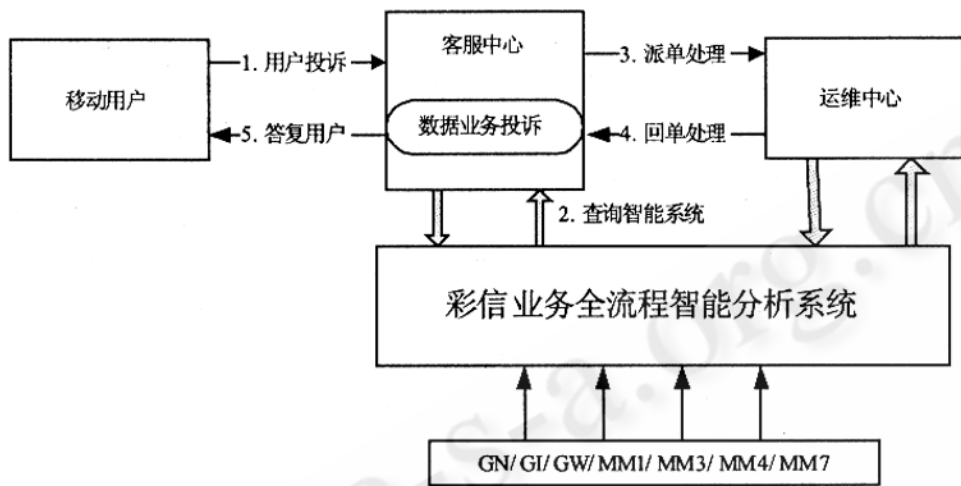 客服中心
1. 用户投诉
3. 派单处理
移动用户
运维中心
数据业务投诉
5. 答复用户
4. 回单处理
2. 查询智能系统
彩信业务全流程智能分析系统
GN/ GI/ GW/ MM1/ MM3/ MM4/ MM7
-s-a.org.cn